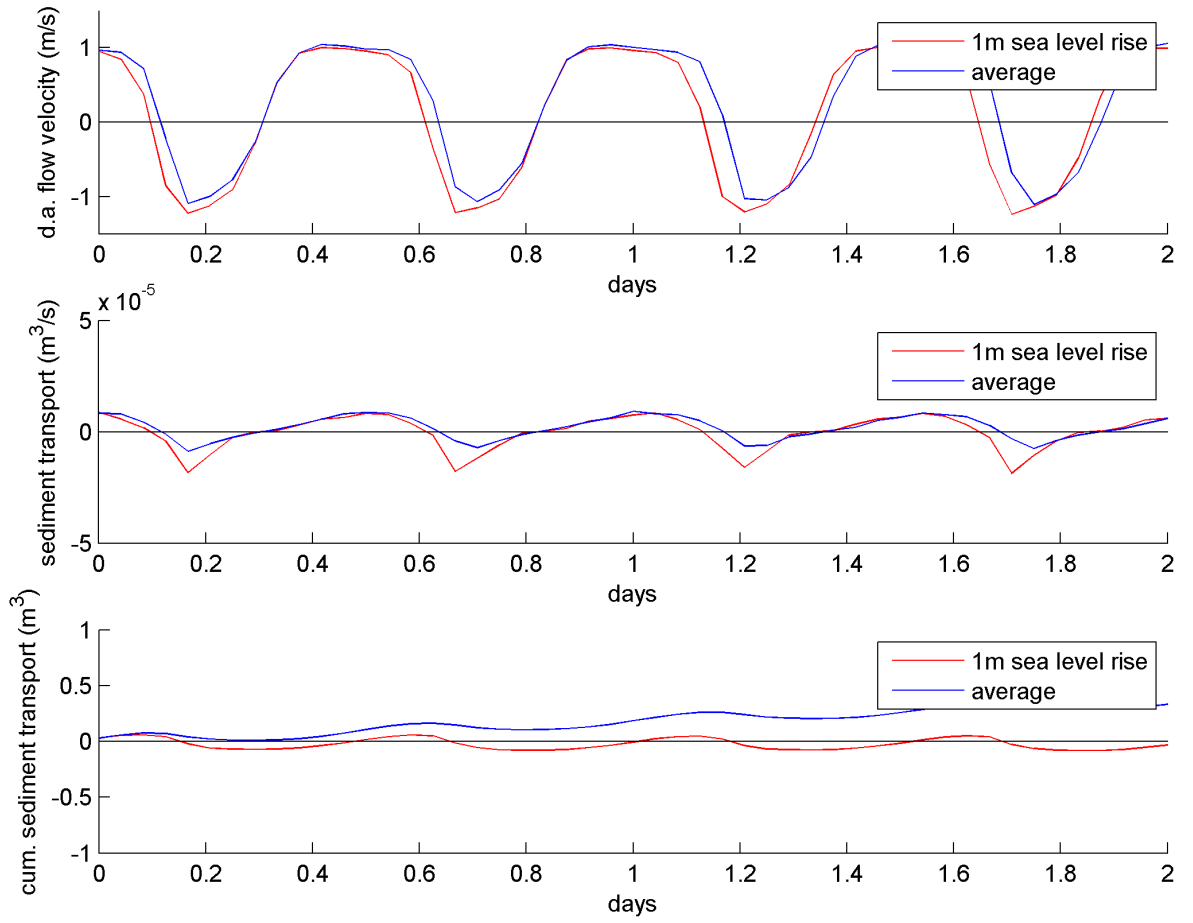 d.a. flow velocity (m/s)
1
0
-1
1m sea level rise
average
0 0.2 0.4 0.6 0.8 1 1.2 1.4 1.6 1.8 2
days
sediment transport (m³/s)
x 10⁻⁵
5
0
-5
1m sea level rise
average
0 0.2 0.4 0.6 0.8 1 1.2 1.4 1.6 1.8 2
days
cum. sediment transport (m³)
1
0.5
0
-0.5
-1
1m sea level rise
average
0 0.2 0.4 0.6 0.8 1 1.2 1.4 1.6 1.8 2
days